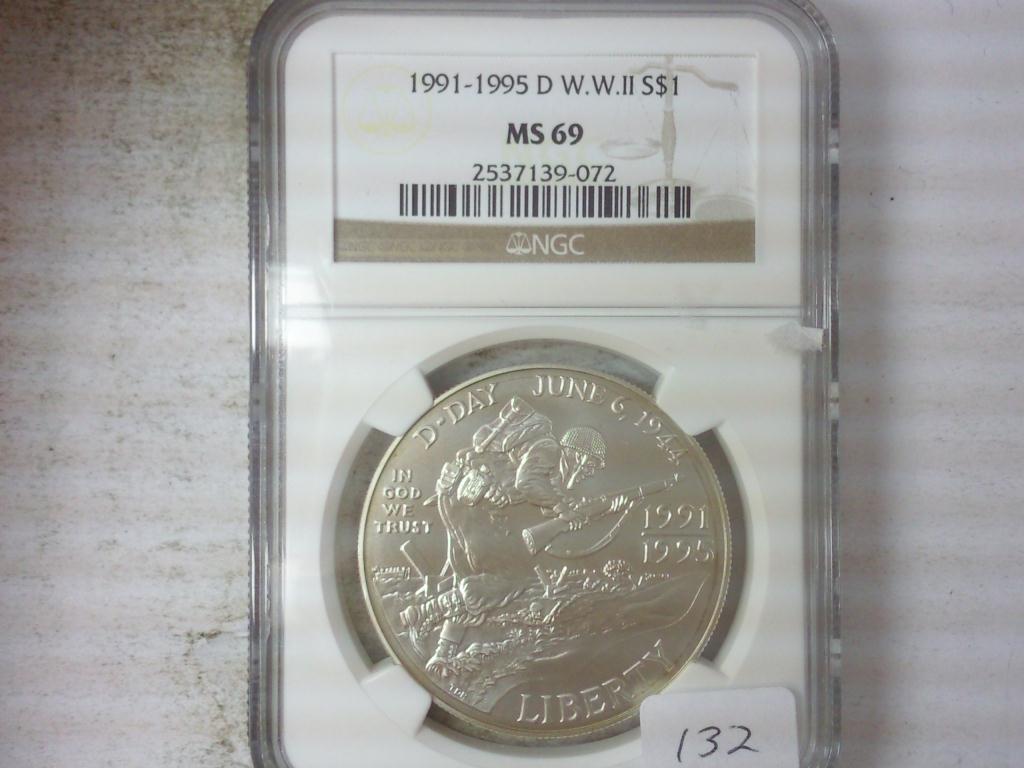 1991-1995 D W.W.II S$1
MS 69
2537139-072
NGC
D-DAY JUNE 6, 1944
IN
GOD
WE
TRUST
1991
1995
LIBERTY
132